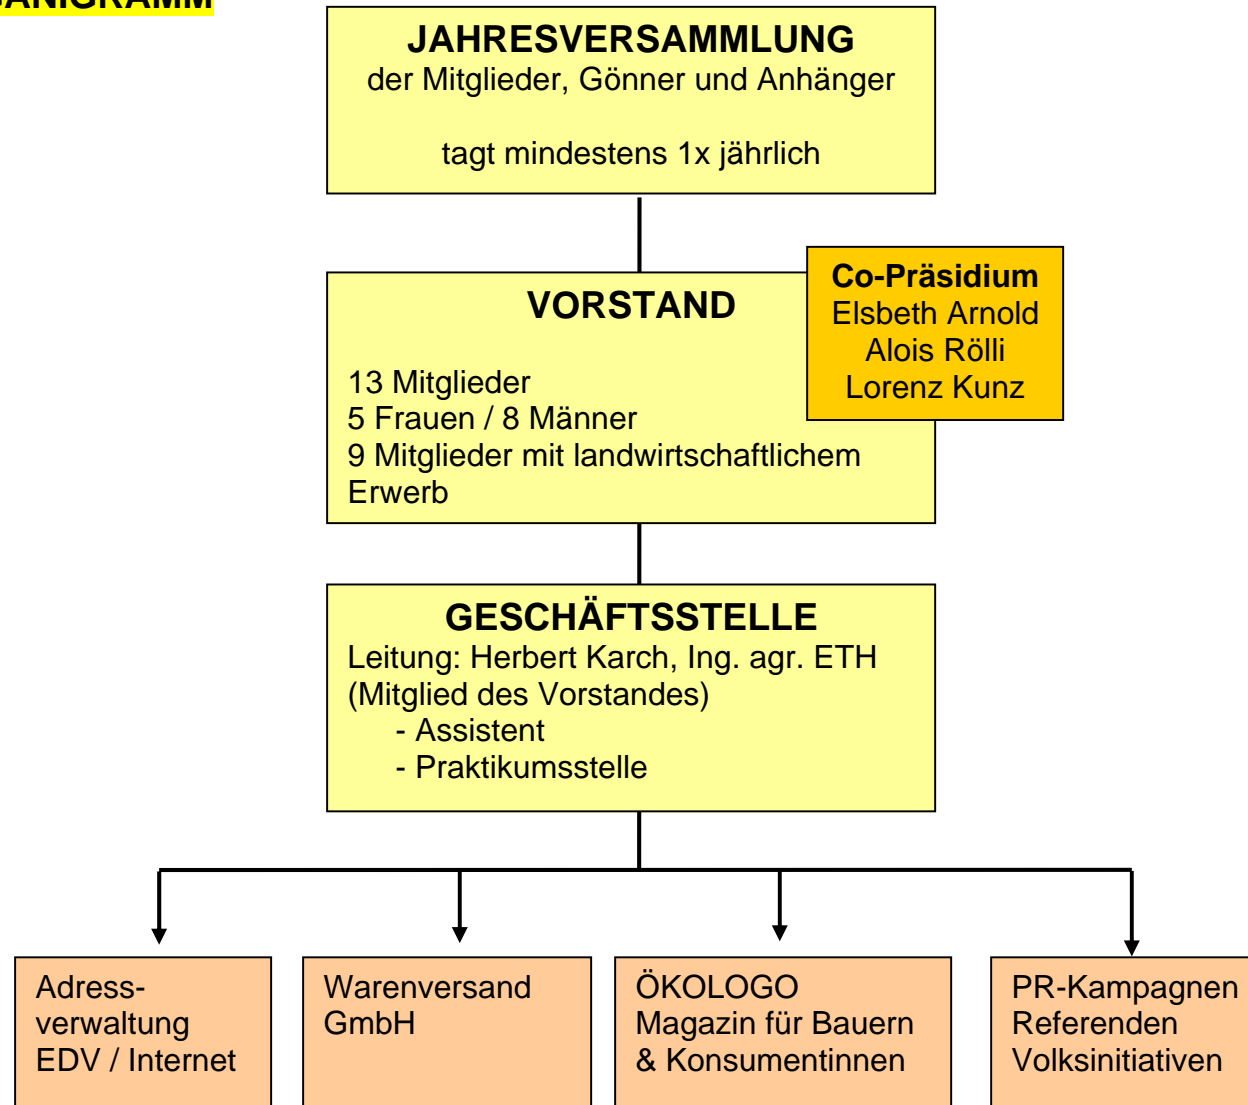 ANIGRAMM
JAHRESVERSAMMLUNG
der Mitglieder, Gönner und Anhänger
tagt mindestens 1x jährlich
VORSTAND
13 Mitglieder
5 Frauen / 8 Männer
9 Mitglieder mit landwirtschaftlichem
Erwerb
Co-Präsidium
Elsbeth Arnold
Alois Rölli
Lorenz Kunz
GESCHÄFTSSTELLE
Leitung: Herbert Karch, Ing. agr. ETH
(Mitglied des Vorstandes)
- Assistent
- Praktikumsstelle
Adress-
verwaltung
EDV / Internet
Warenversand
GmbH
ÖKOLOGO
Magazin für Bauern
& Konsumentinnen
PR-Kampagnen
Referenden
Volksinitiativen